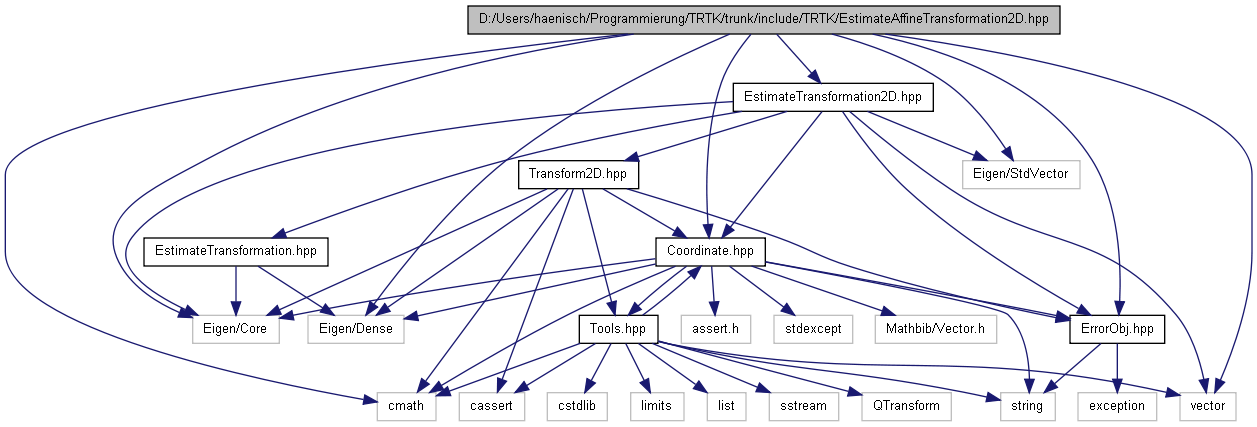 D:/Users/haenisch/Programmierung/TRTK/trunk/include/TRTK/EstimateAffineTransformation2D.hpp
EstimateTransformation2D.hpp
Transform2D.hpp
Eigen/StdVector
EstimateTransformation.hpp
Coordinate.hpp
Eigen/Core
Eigen/Dense
Tools.hpp
assert.h
stdexcept
Mathbib/Vector.h
ErrorObj.hpp
cmath
cassert
cstdlib
limits
list
sstream
QTransform
string
exception
vector